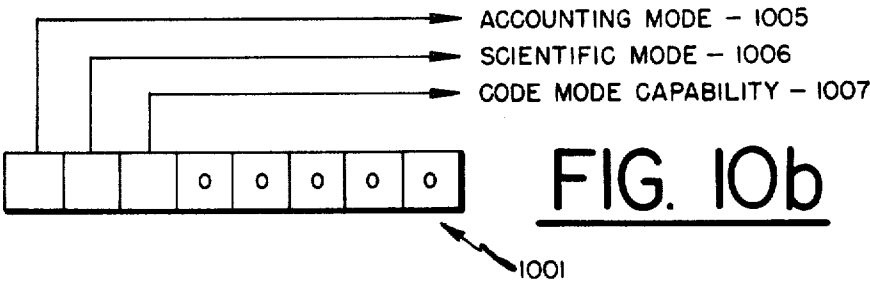 ACCOUNTING MODE - 1005
SCIENTIFIC MODE - 1006
CODE MODE CAPABILITY - 1007
0 0 0 0 0
FIG. 10b
1001